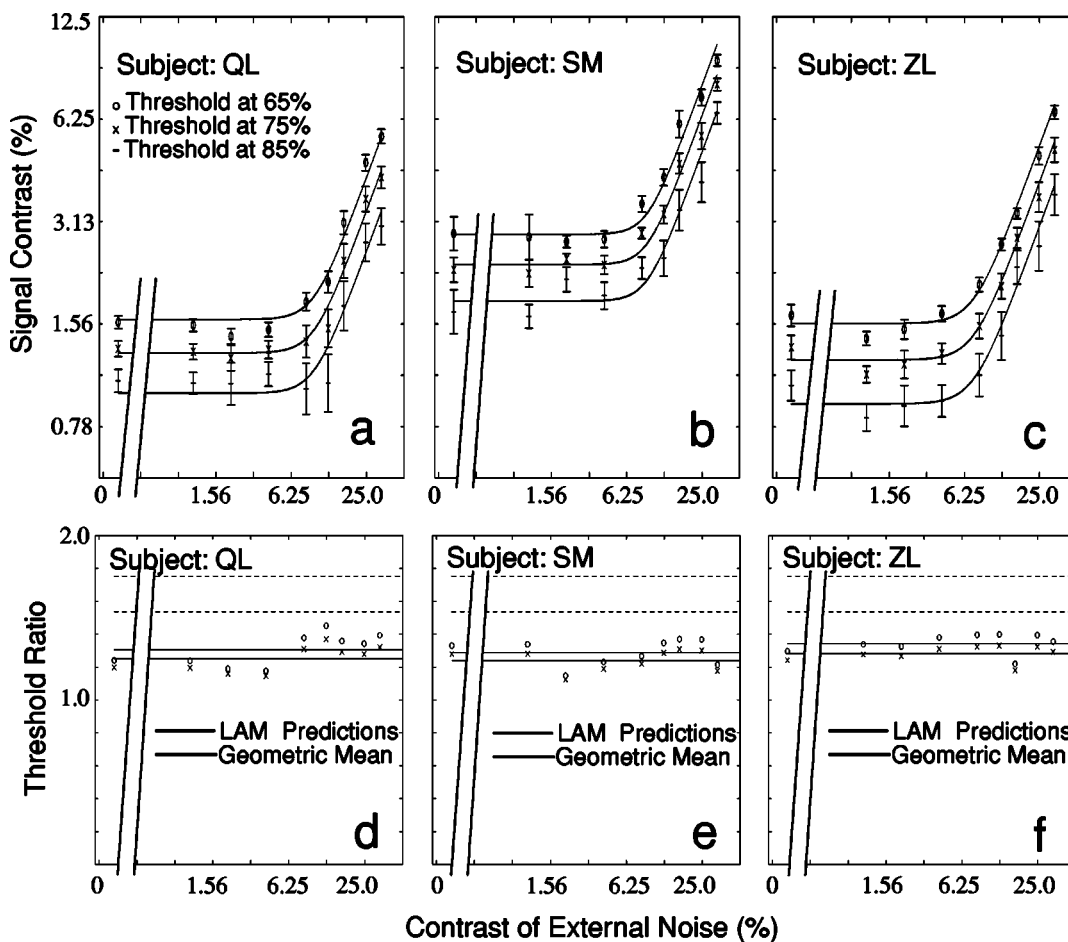 Signal Contrast (%)
12.5
6.25
3.13
1.56
0.78
Subject: QL
o Threshold at 65%
x Threshold at 75%
– Threshold at 85%
a
0 1.56 6.25 25.0
Subject: SM
b
0 1.56 6.25 25.0
Subject: ZL
c
0 1.56 6.25 25.0
Threshold Ratio
2.0
1.0
Subject: QL
LAM Predictions
Geometric Mean
d
0 1.56 6.25 25.0
Subject: SM
LAM Predictions
Geometric Mean
e
0 1.56 6.25 25.0
Subject: ZL
LAM Predictions
Geometric Mean
f
0 1.56 6.25 25.0
Contrast of External Noise (%)